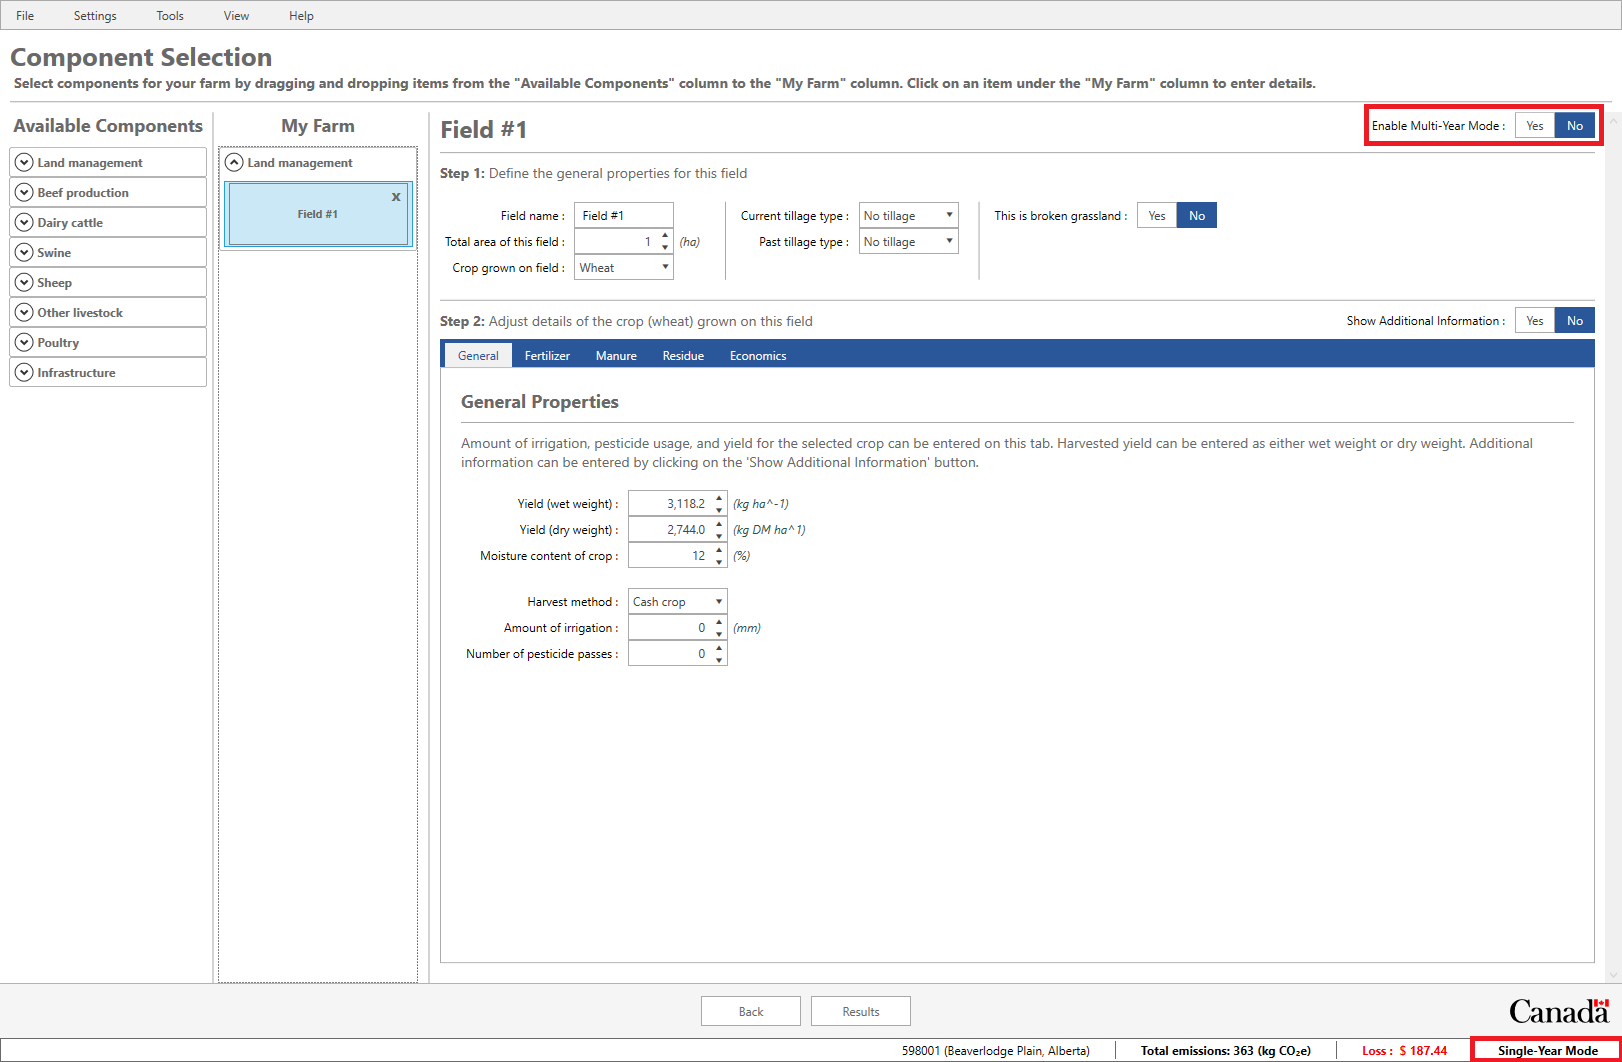 File Settings Tools View Help
Component Selection
Select components for your farm by dragging and dropping items from the "Available Components" column to the "My Farm" column. Click on an item under the "My Farm" column to enter details.
Available Components
Land management
Beef production
Dairy cattle
Swine
Sheep
Other livestock
Poultry
Infrastructure
My Farm
Land management
x
Field #1
Field #1
Enable Multi-Year Mode : Yes No
Step 1: Define the general properties for this field
Field name : Field #1
Total area of this field : 1 (ha)
Crop grown on field : Wheat
Current tillage type : No tillage
Past tillage type : No tillage
This is broken grassland : Yes No
Step 2: Adjust details of the crop (wheat) grown on this field
Show Additional Information : Yes No
General Fertilizer Manure Residue Economics
General Properties
Amount of irrigation, pesticide usage, and yield for the selected crop can be entered on this tab. Harvested yield can be entered as either wet weight or dry weight. Additional
information can be entered by clicking on the 'Show Additional Information' button.
Yield (wet weight) : 3,118.2 (kg ha^-1)
Yield (dry weight) : 2,744.0 (kg DM ha^1)
Moisture content of crop : 12 (%)
Harvest method : Cash crop
Amount of irrigation : 0 (mm)
Number of pesticide passes : 0
Back Results
Canada
598001 (Beaverlodge Plain, Alberta) Total emissions: 363 (kg CO₂e) Loss : $ 187.44 Single-Year Mode